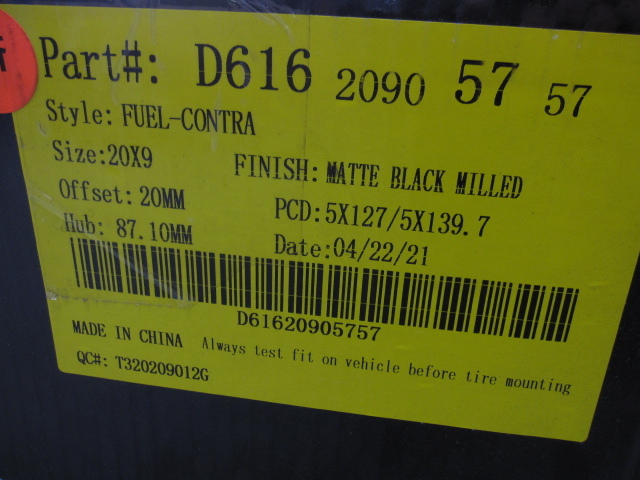 Part#: D616 2090 57 57
Style: FUEL-CONTRA
Size:20X9 FINISH: MATTE BLACK MILLED
Offset: 20MM PCD:5X127/5X139.7
Hub: 87.10MM Date:04/22/21
D61620905757
MADE IN CHINA Always test fit on vehicle before tire mounting
QC#: T320209012G